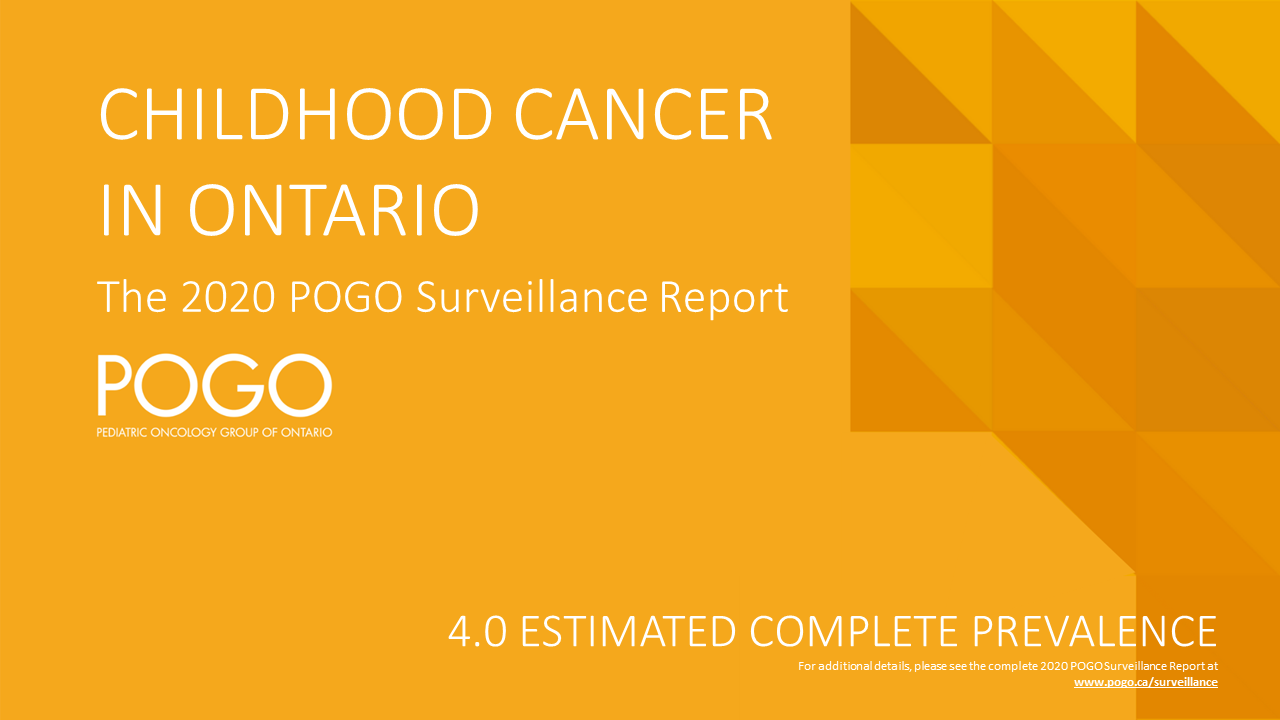 CHILDHOOD CANCER
IN ONTARIO
The 2020 POGO Surveillance Report
POGO
PEDIATRIC ONCOLOGY GROUP OF ONTARIO
4.0 ESTIMATED COMPLETE PREVALENCE
For additional details, please see the complete 2020 POGO Surveillance Report at
www.pogo.ca/surveillance